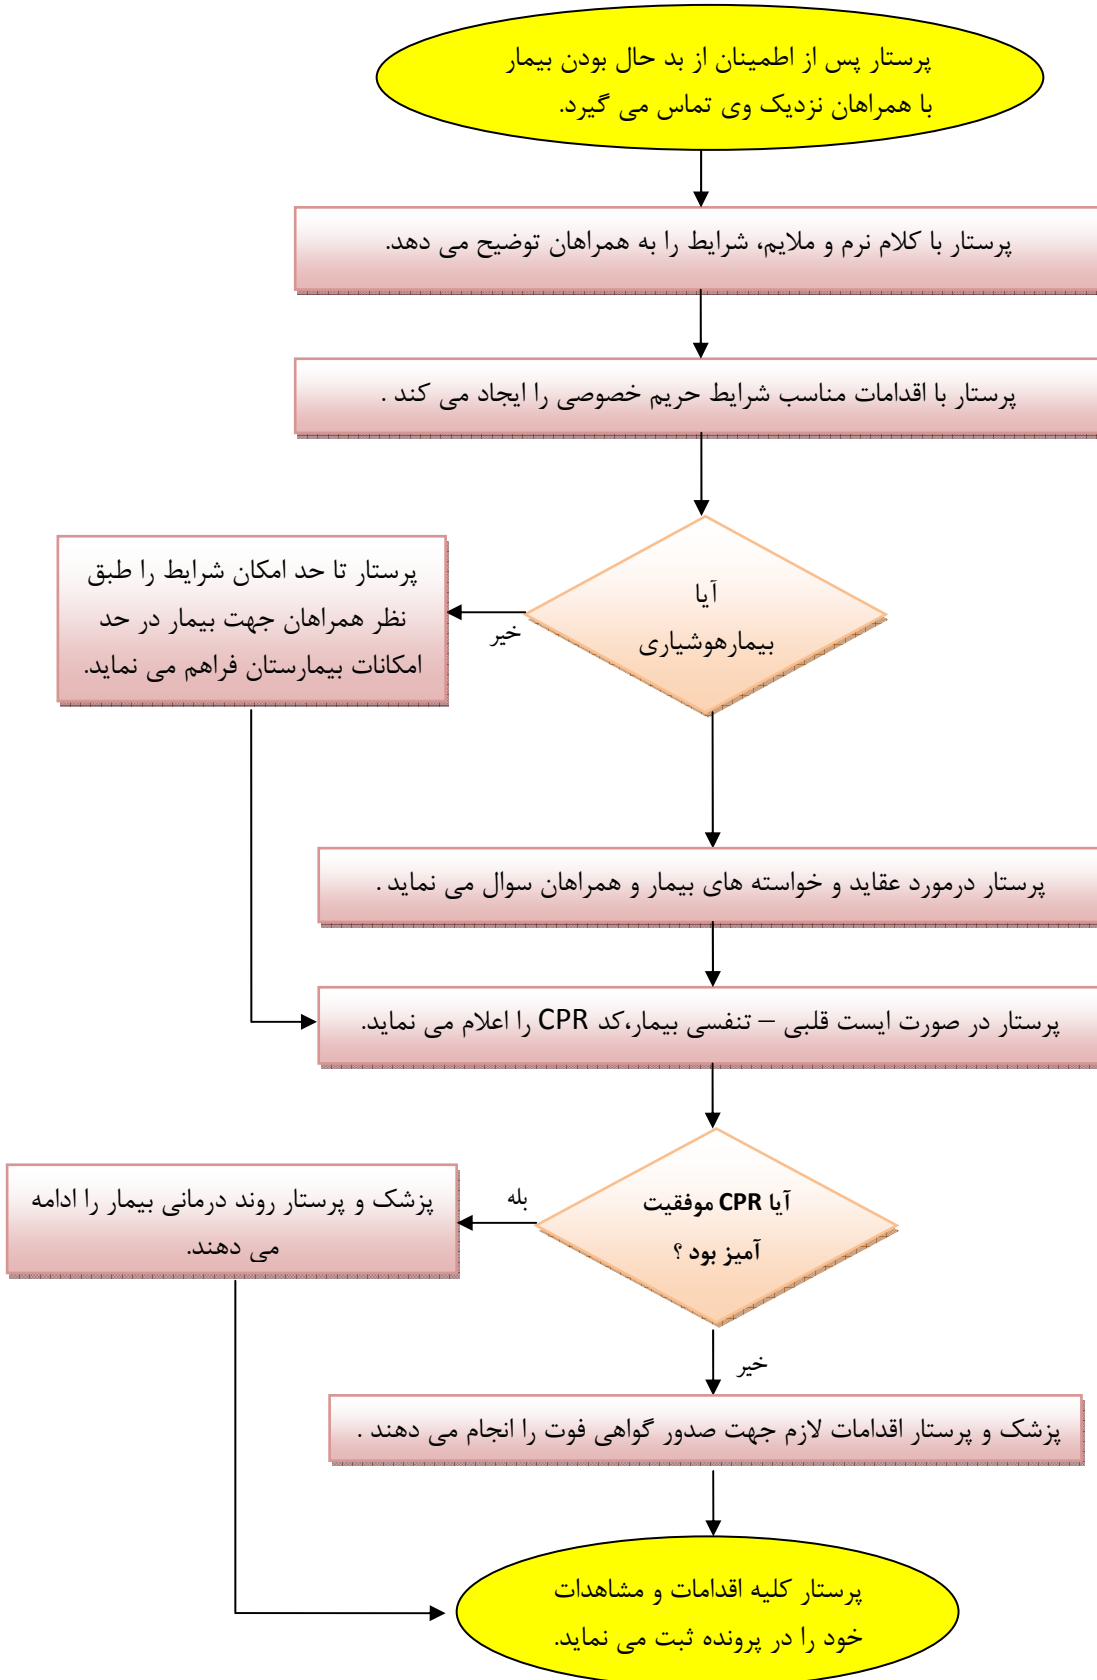 پرستار پس از اطمینان از بد حال بودن بیمار
با همراهان نزدیک وی تماس می گیرد.
پرستار با کلام نرم و ملایم، شرایط را به همراهان توضیح می دهد.
پرستار با اقدامات مناسب شرایط حریم خصوصی را ایجاد می کند .
آیا
بیمارهوشیاری
خیر
پرستار تا حد امکان شرایط را طبق
نظر همراهان جهت بیمار در حد
امکانات بیمارستان فراهم می نماید.
پرستار درمورد عقاید و خواسته های بیمار و همراهان سوال می نماید .
پرستار در صورت ایست قلبی – تنفسی بیمار،کد CPR را اعلام می نماید.
آیا CPR موفقیت
آمیز بود ؟
بله
پزشک و پرستار روند درمانی بیمار را ادامه
می دهند.
خیر
پزشک و پرستار اقدامات لازم جهت صدور گواهی فوت را انجام می دهند .
پرستار کلیه اقدامات و مشاهدات
خود را در پرونده ثبت می نماید.